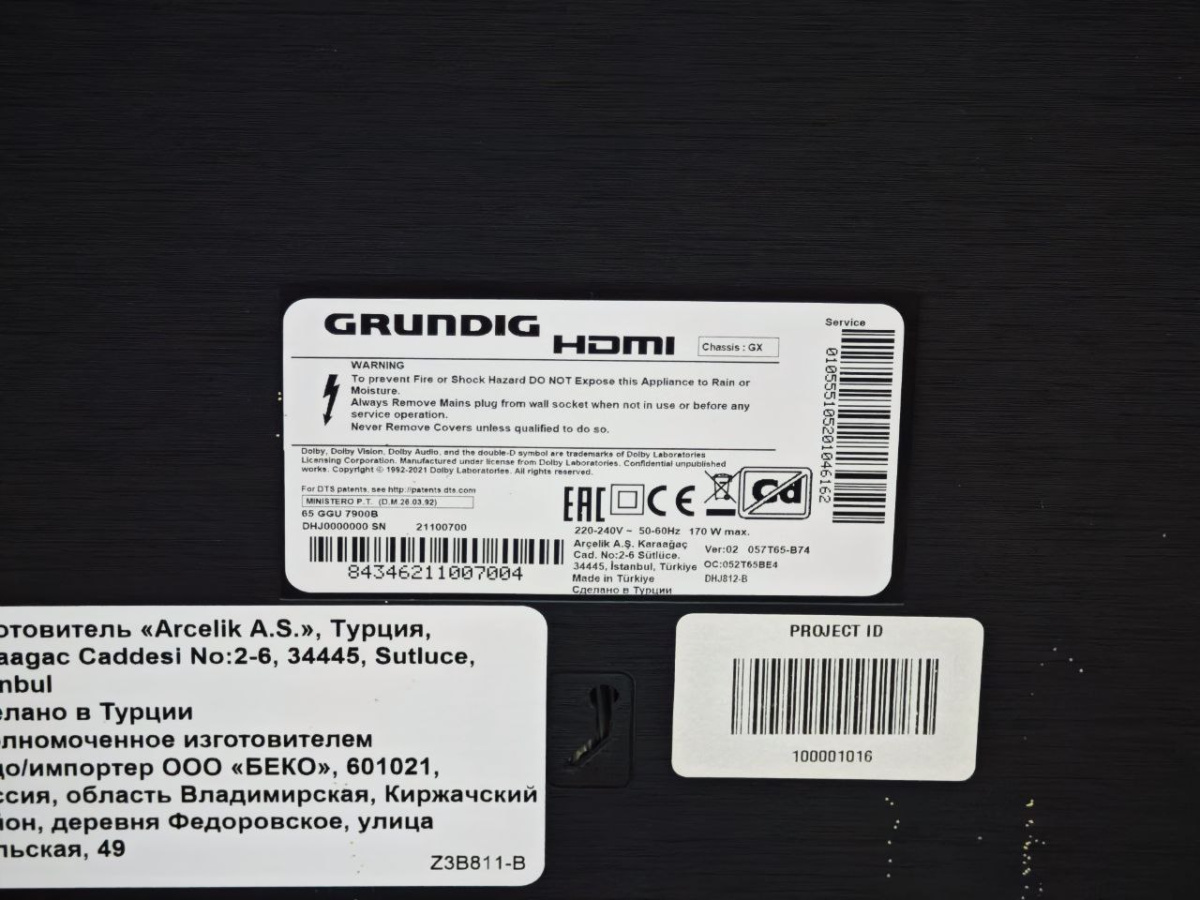 GRUNDIG
HDMI
Chassis : GX
Service
010555105201046162
WARNING
To prevent Fire or Shock Hazard DO NOT Expose this Appliance to Rain or
Moisture.
Always Remove Mains plug from wall socket when not in use or before any
service operation.
Never Remove Covers unless qualified to do so.
Dolby, Dolby Vision, Dolby Audio, and the double-D symbol are trademarks of Dolby Laboratories
Licensing Corporation. Manufactured under license from Dolby Laboratories. Confidential unpublished
works. Copyright © 1992-2021 Dolby Laboratories. All rights reserved.
For DTS patents, see http://patents.dts.com
MINISTERO P.T. (D.M.26.03.92)
65 GGU 7900B
DHJ0000000 SN 21100700
84346211007004
EAC CE Cd
220-240V ~ 50-60Hz 170 W max.
Arçelik A.Ş. Karaağaç
Cad. No:2-6 Sütlüce.
34445, İstanbul, Türkiye
Made in Türkiye
Сделано в Турции
Ver:02 057T65-B74
OC:052T65BE4
DHJ812-B
отовитель «Arcelik A.S.», Турция,
aagac Caddesi No:2-6, 34445, Sutluce,
nbul
елано в Турции
олномоченное изготовителем
до/импортер ООО «БЕКО», 601021,
ссия, область Владимирская, Киржачский
йон, деревня Федоровское, улица
льская, 49
Z3B811-B
PROJECT ID
100001016